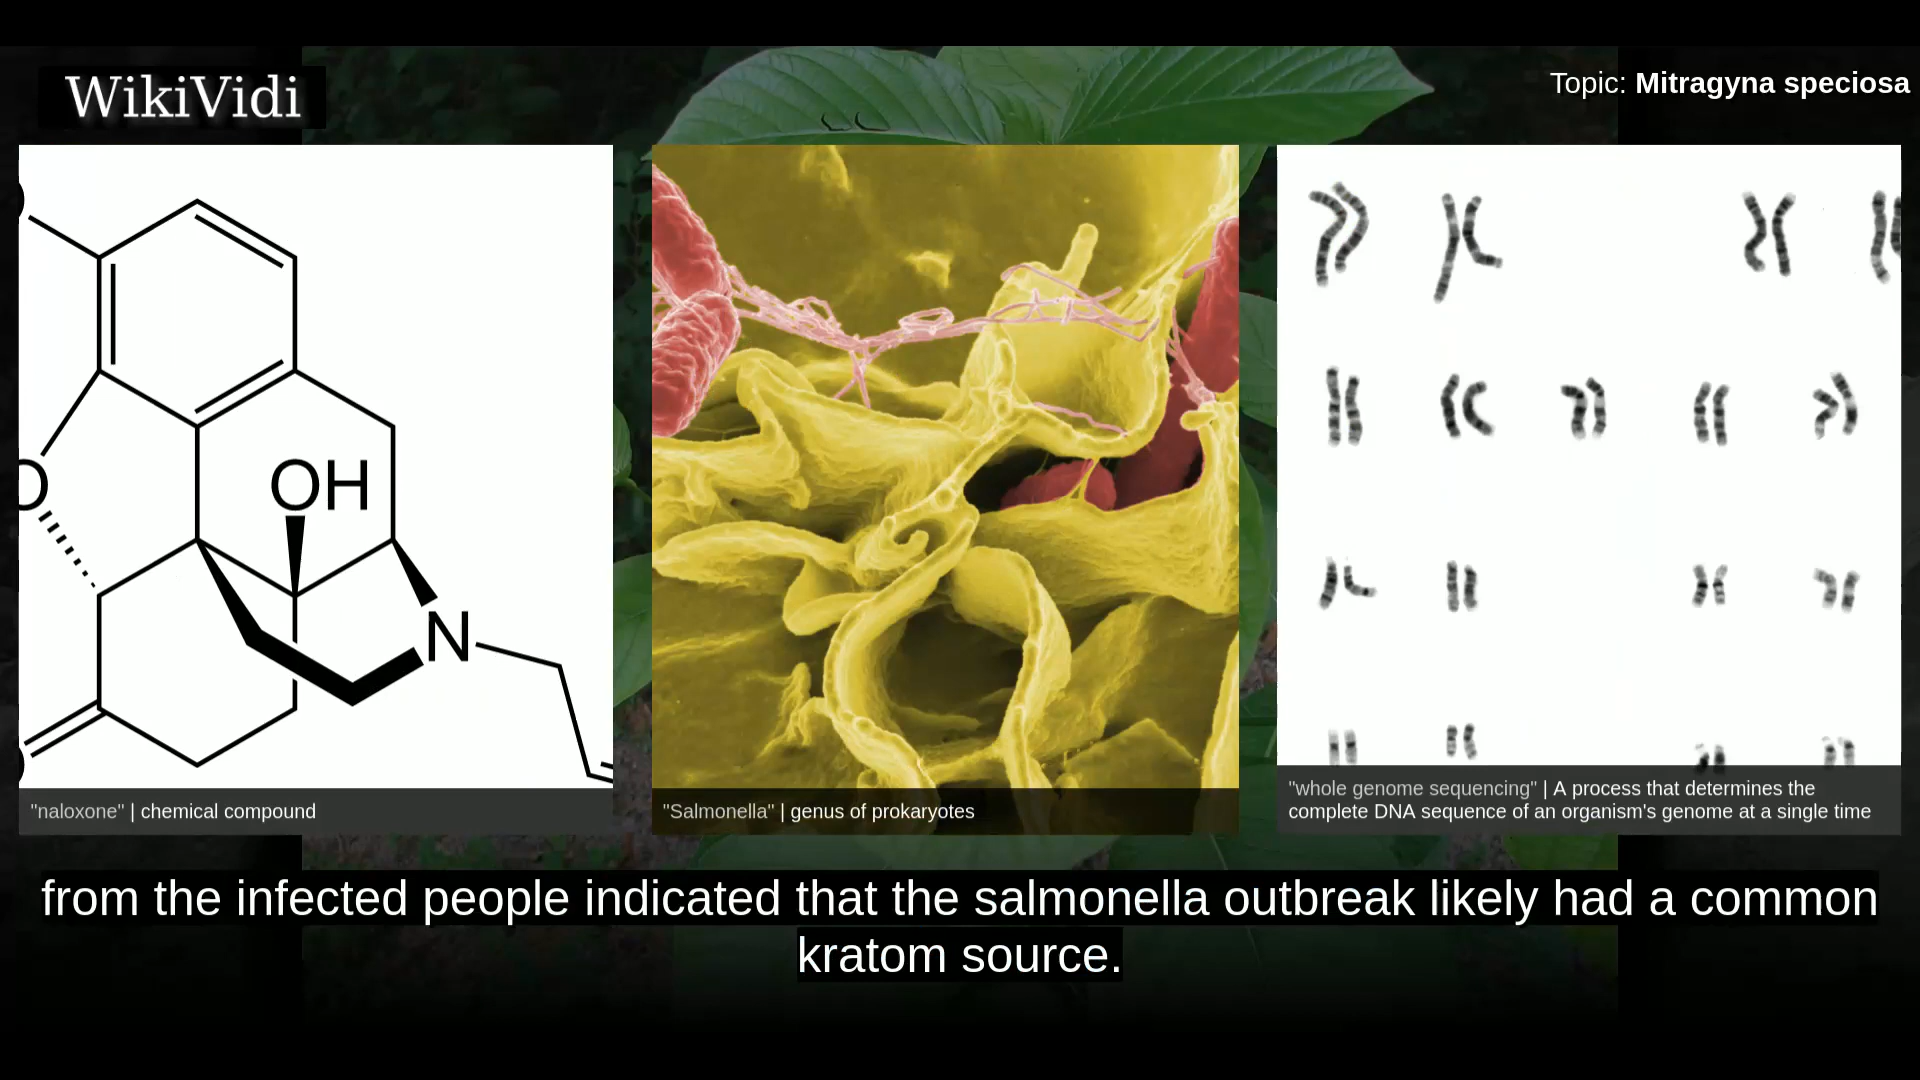 WikiVidi
Topic: Mitragyna speciosa
O
OH
N
"naloxone" | chemical compound
"Salmonella" | genus of prokaryotes
"whole genome sequencing" | A process that determines the
complete DNA sequence of an organism's genome at a single time
from the infected people indicated that the salmonella outbreak likely had a common
kratom source.